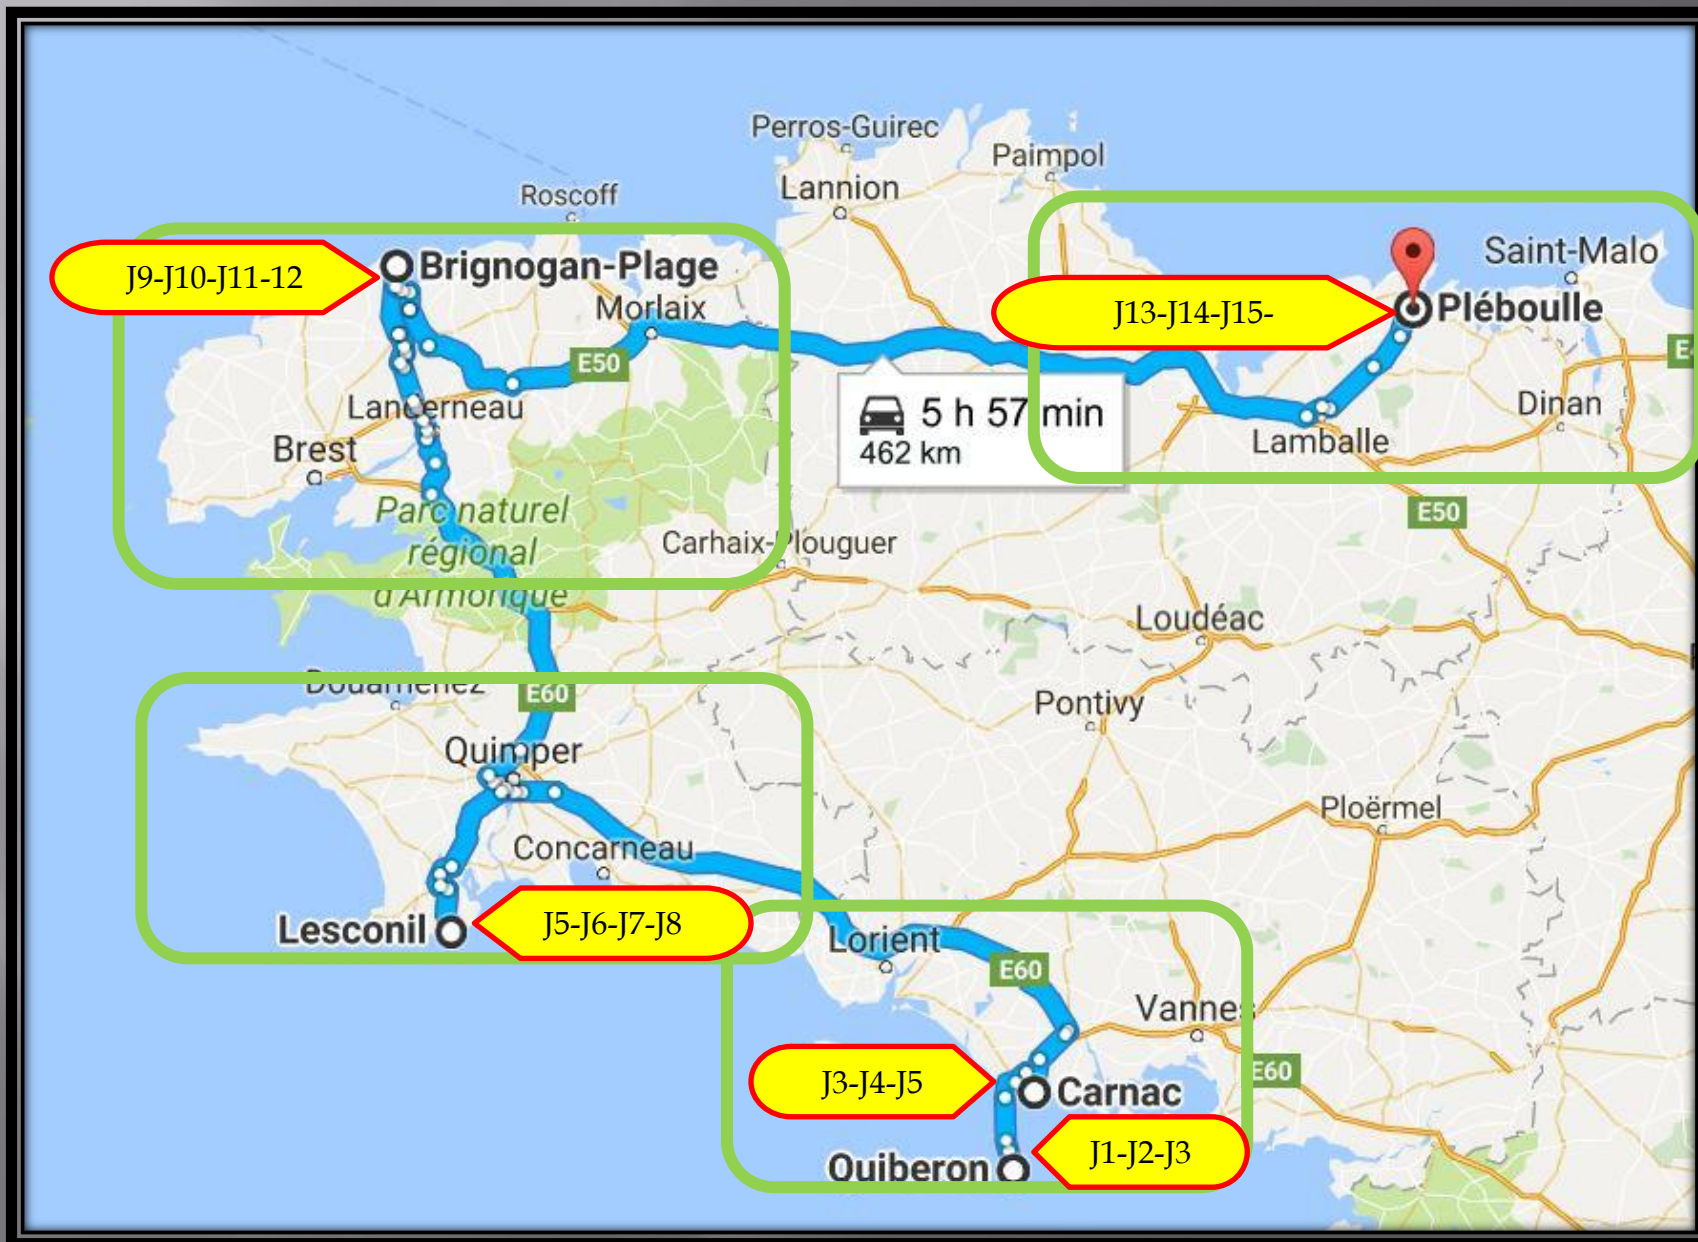 Perros-Guirec
Paimpol
Lannion
Roscoff
J9-J10-J11-12
Brignogan-Plage
Morlaix
Saint-Malo
J13-J14-J15-
Pléboulle
E50
Landerneau
5 h 57 min
462 km
Dinan
Lamballe
Brest
E50
Parc naturel
régional
d'Armorique
Carhaix-Plouguer
Loudéac
Douarnenez
E60
Pontivy
Quimper
Ploërmel
Concarneau
Lesconil
J5-J6-J7-J8
Lorient
E60
Vannes
E60
J3-J4-J5
Carnac
J1-J2-J3
Quiberon